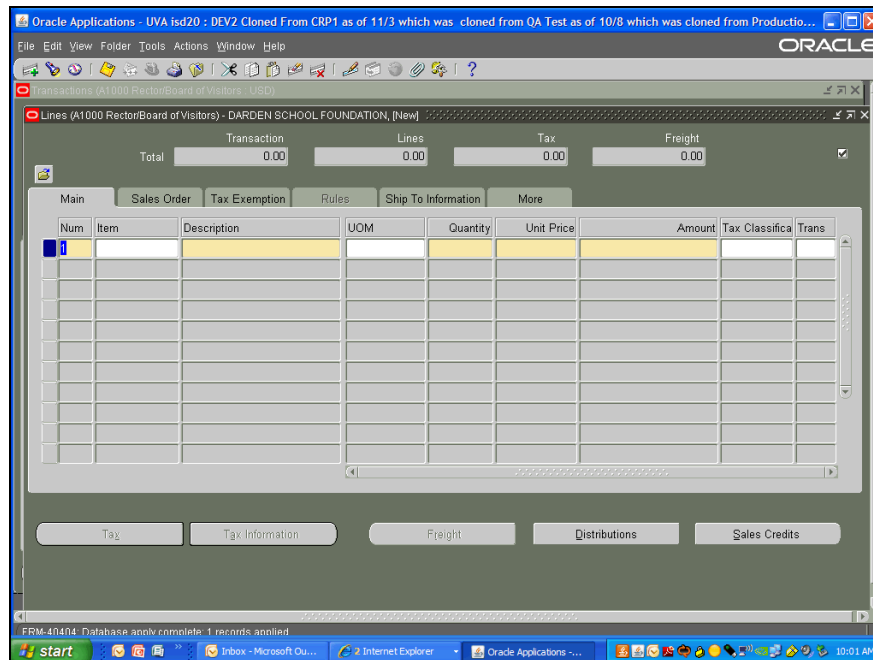 Oracle Applications - UVA isd20 : DEV2 Cloned From CRP1 as of 11/3 which was cloned from QA Test as of 10/8 which was cloned from Productio...
File Edit View Folder Tools Actions Window Help
ORACLE
Transactions (A1000 Rector/Board of Visitors : USD)
Lines (A1000 Rector/Board of Visitors) - DARDEN SCHOOL FOUNDATION, [New]
Transaction Lines Tax Freight
Total 0.00 0.00 0.00 0.00
Main Sales Order Tax Exemption Rules Ship To Information More
Num Item Description UOM Quantity Unit Price Amount Tax Classifica Trans
1
Tax Tax Information Freight Distributions Sales Credits
FRM-40404: Database apply complete: 1 records applied
start Inbox - Microsoft Ou... 2 Internet Explorer Oracle Applications -... 10:01 AM